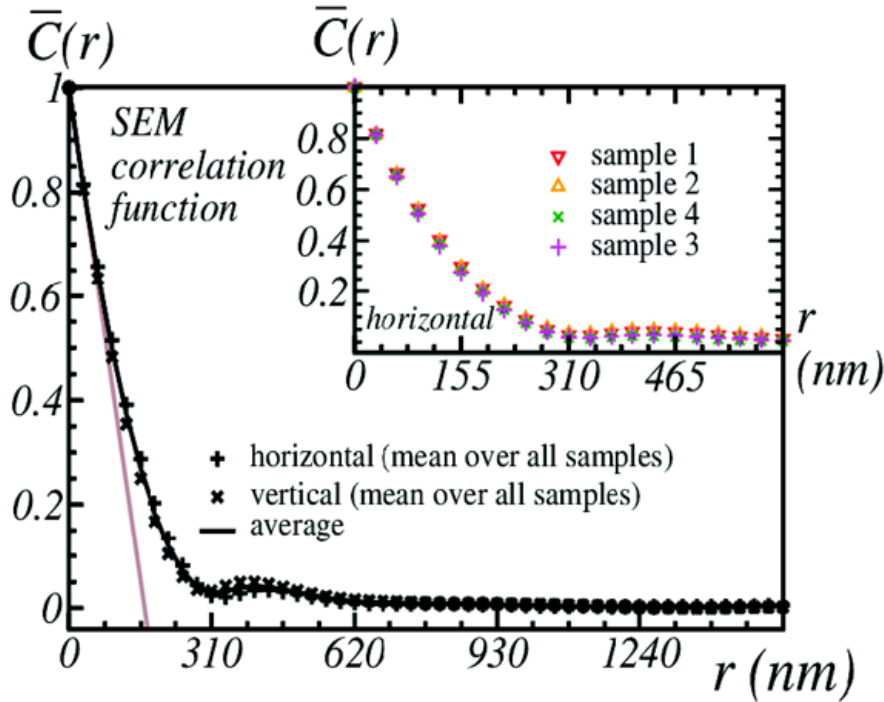 C̅(r)
1
0.8
0.6
0.4
0.2
0
SEM
correlation
function
+ horizontal (mean over all samples)
× vertical (mean over all samples)
— average
0 310 620 930 1240
r (nm)
C̅(r)
0.8
0.6
0.4
0.2
▽ sample 1
△ sample 2
× sample 4
+ sample 3
horizontal
0 155 310 465
r
(nm)